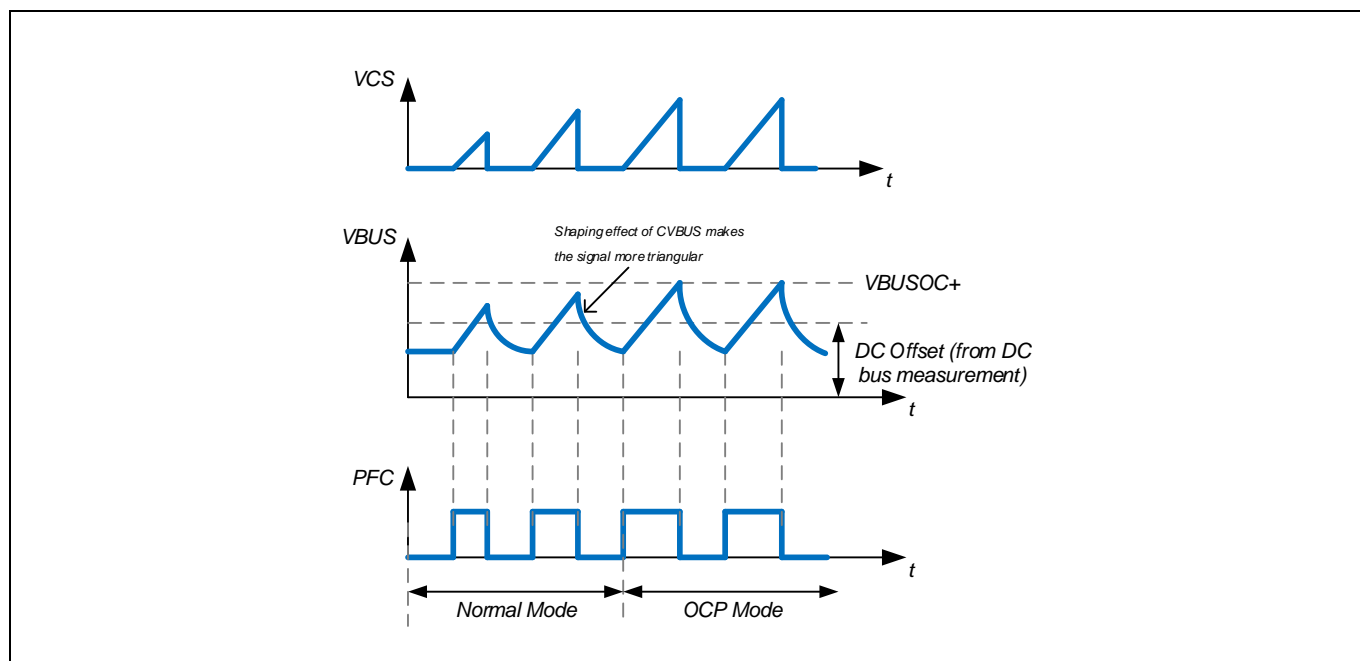 VCS
t
VBUS
Shaping effect of CVBUS makes
the signal more triangular
VBUSOC+
DC Offset (from DC
bus measurement)
t
PFC
t
Normal Mode
OCP Mode